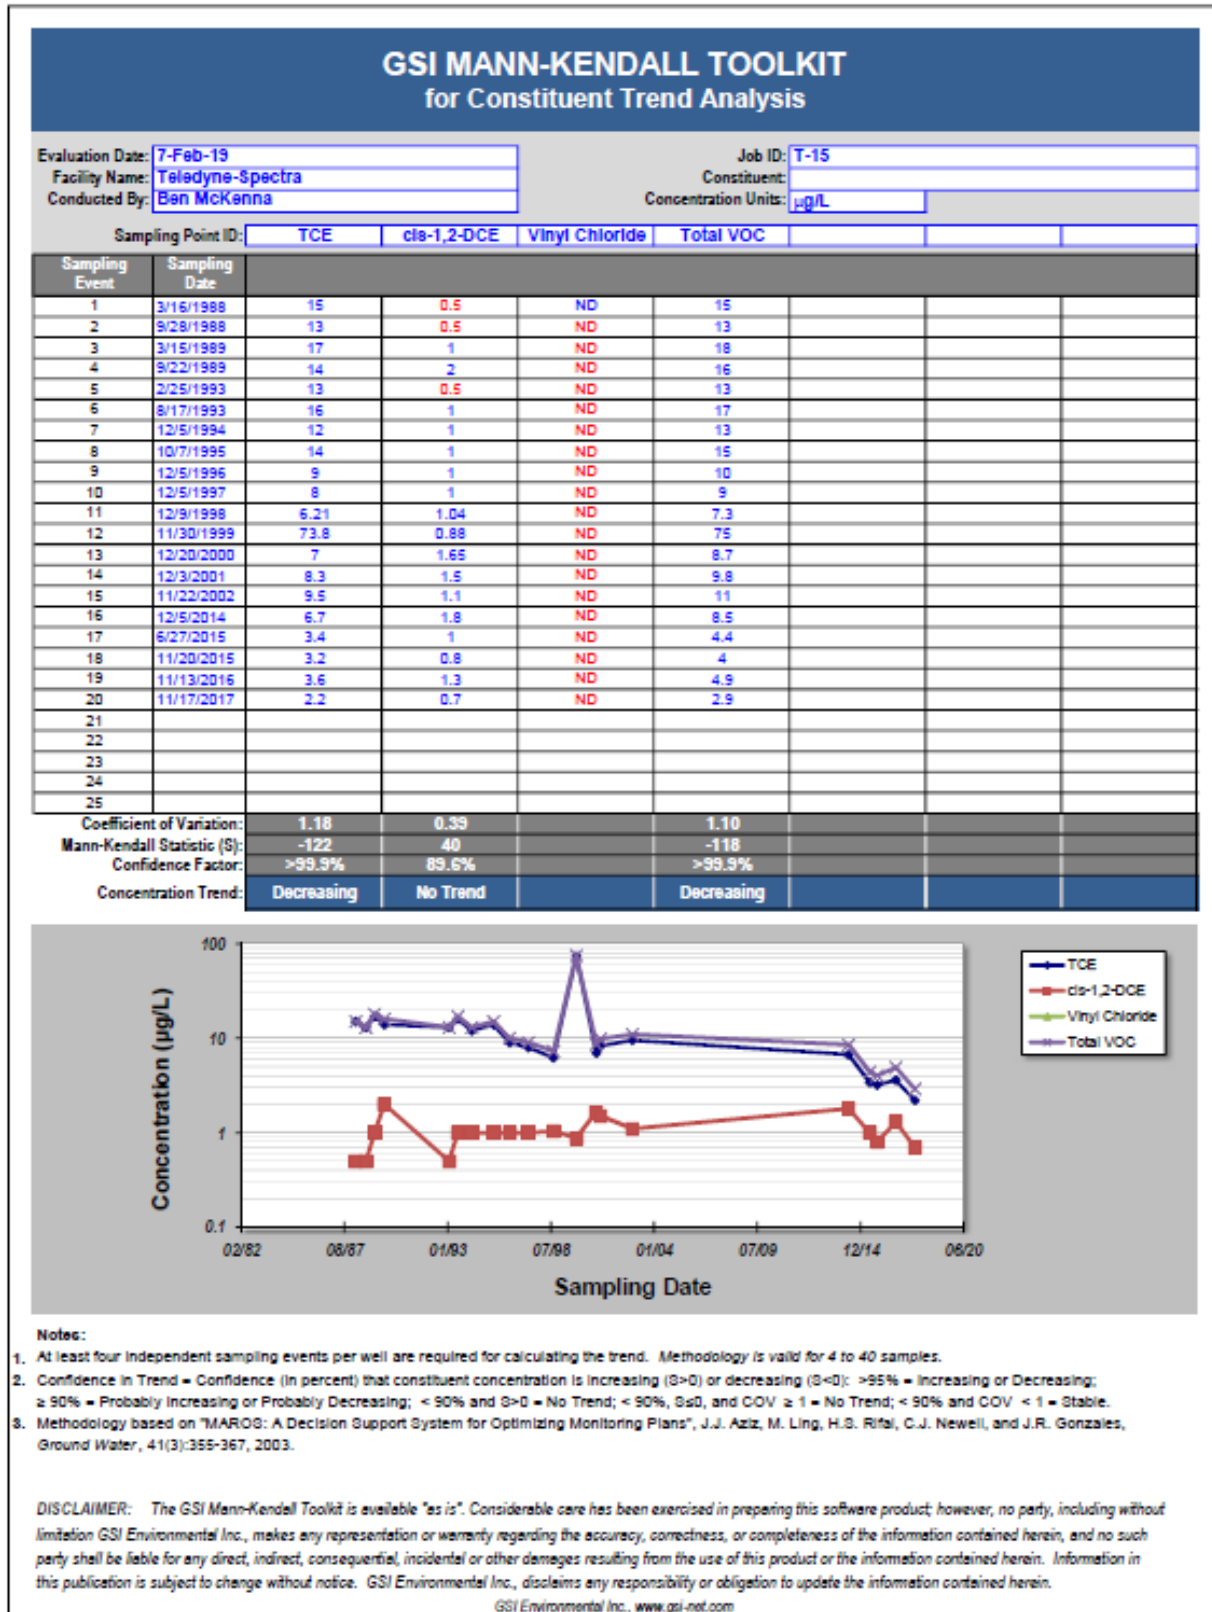 GSI MANN-KENDALL TOOLKIT
for Constituent Trend Analysis
Evaluation Date: 7-Feb-19 Job ID: T-15
Facility Name: Teledyne-Spectra Constituent:
Conducted By: Ben McKenna Concentration Units: µg/L
Sampling Point ID: TCE cis-1,2-DCE Vinyl Chloride Total VOC
Sampling Event Sampling Date
1 3/16/1988 15 0.5 ND 15
2 9/28/1988 13 0.5 ND 13
3 3/15/1989 17 1 ND 18
4 9/22/1989 14 2 ND 16
5 2/25/1993 13 0.5 ND 13
6 8/17/1993 16 1 ND 17
7 12/5/1994 12 1 ND 13
8 10/7/1995 14 1 ND 15
9 12/5/1996 9 1 ND 10
10 12/5/1997 8 1 ND 9
11 12/9/1998 6.21 1.04 ND 7.3
12 11/30/1999 73.8 0.88 ND 75
13 12/20/2000 7 1.65 ND 8.7
14 12/3/2001 8.3 1.5 ND 9.8
15 11/22/2002 9.5 1.1 ND 11
16 12/5/2014 6.7 1.8 ND 8.5
17 6/27/2015 3.4 1 ND 4.4
18 11/20/2015 3.2 0.8 ND 4
19 11/13/2016 3.6 1.3 ND 4.9
20 11/17/2017 2.2 0.7 ND 2.9
21
22
23
24
25
Coefficient of Variation: 1.18 0.39 1.10
Mann-Kendall Statistic (S): -122 40 -118
Confidence Factor: >99.9% 89.6% >99.9%
Concentration Trend: Decreasing No Trend Decreasing
Concentration (µg/L)
100
10
1
0.1
02/82 08/87 01/93 07/98 01/04 07/09 12/14 06/20
Sampling Date
TCE
cis-1,2-DCE
Vinyl Chloride
Total VOC
Notes:
1. At least four independent sampling events per well are required for calculating the trend. Methodology is valid for 4 to 40 samples.
2. Confidence in Trend = Confidence (in percent) that constituent concentration is increasing (S>0) or decreasing (S<0): >95% = Increasing or Decreasing;
≥ 90% = Probably Increasing or Probably Decreasing; < 90% and S>0 = No Trend; < 90%, S≤0, and COV ≥ 1 = No Trend; < 90% and COV < 1 = Stable.
3. Methodology based on "MAROS: A Decision Support System for Optimizing Monitoring Plans", J.J. Aziz, M. Ling, H.S. Rifai, C.J. Newell, and J.R. Gonzales,
Ground Water, 41(3):355-367, 2003.
DISCLAIMER: The GSI Mann-Kendall Toolkit is available "as is". Considerable care has been exercised in preparing this software product; however, no party, including without
limitation GSI Environmental Inc., makes any representation or warranty regarding the accuracy, correctness, or completeness of the information contained herein, and no such
party shall be liable for any direct, indirect, consequential, incidental or other damages resulting from the use of this product or the information contained herein. Information in
this publication is subject to change without notice. GSI Environmental Inc., disclaims any responsibility or obligation to update the information contained herein.
GSI Environmental Inc., www.gsi-net.com